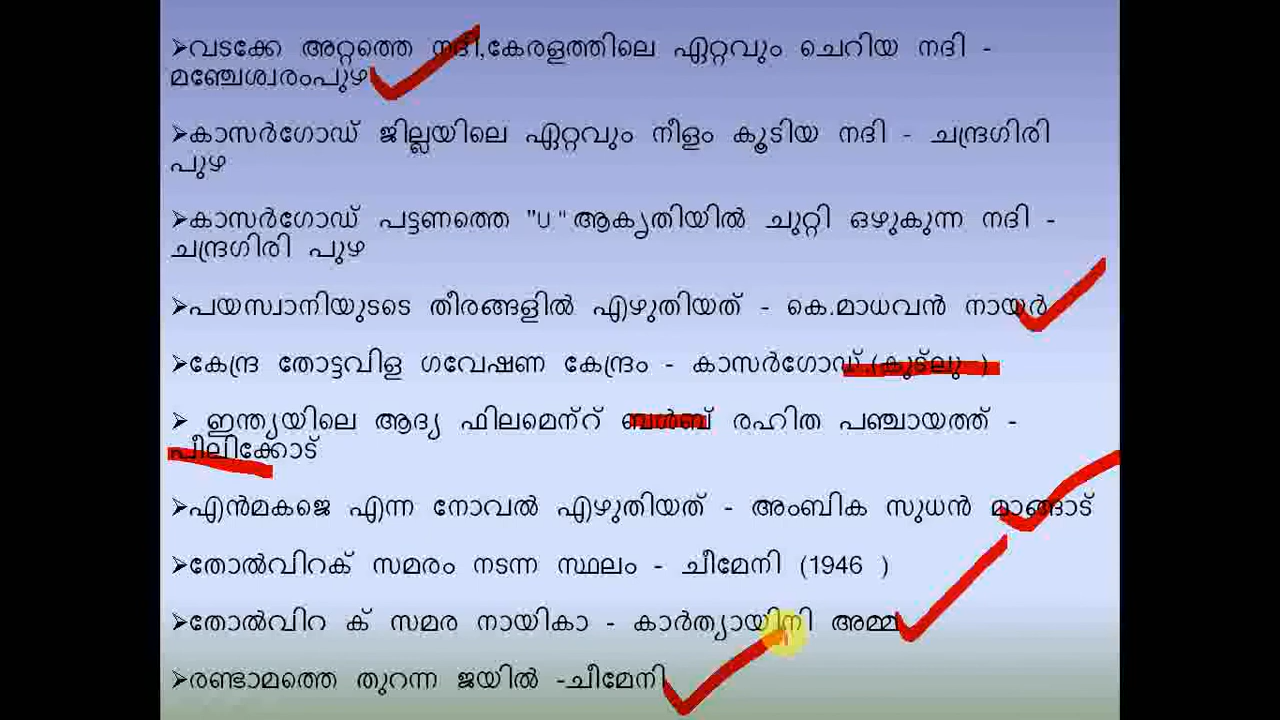 ➢വടക്കേ അറ്റത്തെ നദി,കേരളത്തിലെ ഏറ്റവും ചെറിയ നദി -
മഞ്ചേശ്വരംപുഴ
➢കാസർഗോഡ് ജില്ലയിലെ ഏറ്റവും നീളം കൂടിയ നദി - ചന്ദ്രഗിരി
പുഴ
➢കാസർഗോഡ് പട്ടണത്തെ "U "ആകൃതിയിൽ ചുറ്റി ഒഴുകുന്ന നദി -
ചന്ദ്രഗിരി പുഴ
➢പയസ്വാനിയുടടെ തീരങ്ങളിൽ എഴുതിയത് - കെ.മാധവൻ നായർ
➢കേന്ദ്ര തോട്ടവിള ഗവേഷണ കേന്ദ്രം - കാസർഗോഡ്.(കുട്ലു )
➢ ഇന്ത്യയിലെ ആദ്യ ഫിലമെന്റ് ബൾബ് രഹിത പഞ്ചായത്ത് -
പീലിക്കോട്
➢എൻമകജെ എന്ന നോവൽ എഴുതിയത് - അംബിക സുധൻ മാങ്ങാട്
➢തോൽവിറക് സമരം നടന്ന സ്ഥലം - ചീമേനി (1946 )
➢തോൽവിറ ക് സമര നായികാ - കാർത്യായിനി അമ്മ
➢രണ്ടാമത്തെ തുറന്ന ജയിൽ -ചീമേനി